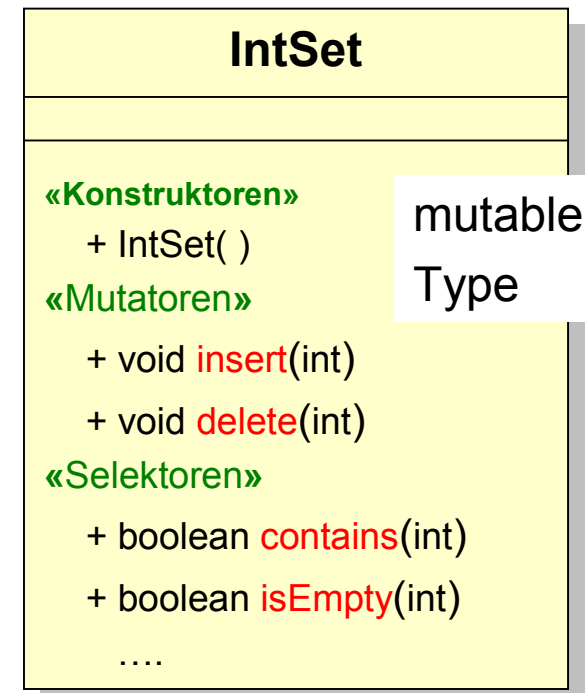 IntSet
«Konstruktoren»
+ IntSet( )
mutable
Type
«Mutatoren»
+ void insert(int)
+ void delete(int)
«Selektoren»
+ boolean contains(int)
+ boolean isEmpty(int)
….